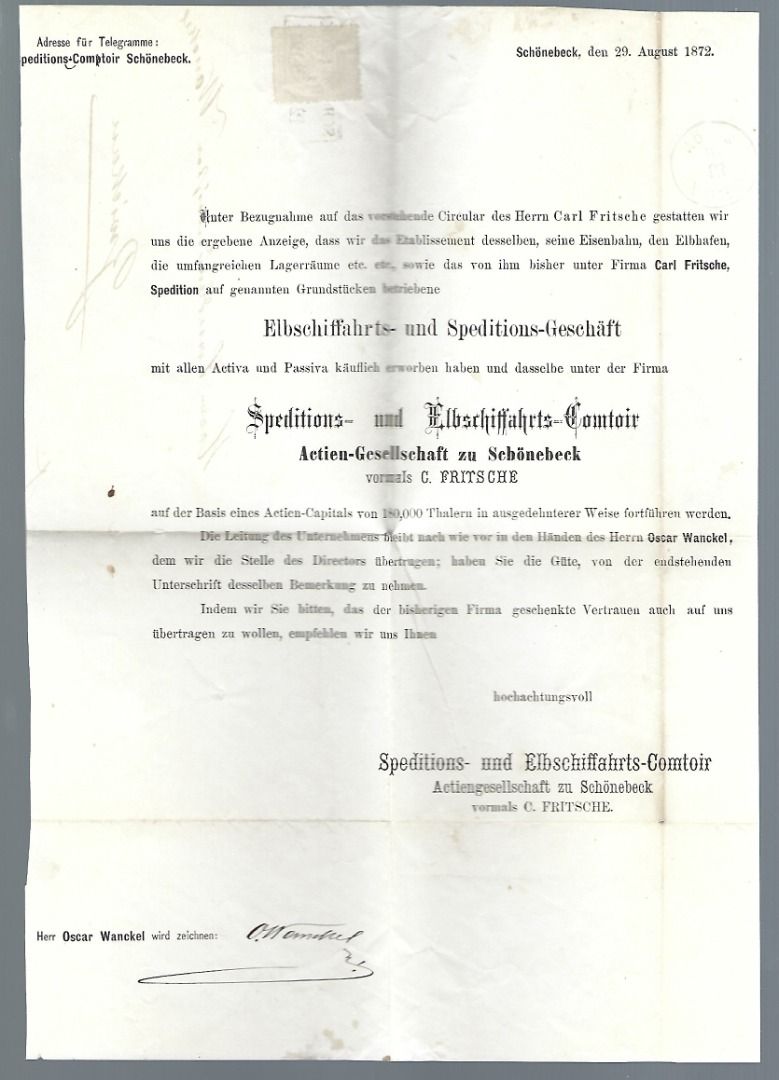 Adresse für Telegramme:
peditions-Comptoir Schönebeck.
Schönebeck, den 29. August 1872.
Unter Bezugnahme auf das vorstehende Circular des Herrn Carl Fritsche gestatten wir
uns die ergebene Anzeige, dass wir das Etablissement desselben, seine Eisenbahn, den Elbhafen,
die umfangreichen Lagerräume etc. etc., sowie das von ihm bisher unter Firma Carl Fritsche,
Spedition auf genannten Grundstücken betriebene
Elbschiffahrts- und Speditions-Geschäft
mit allen Activa und Passiva käuflich erworben haben und dasselbe unter der Firma
Speditions- und Elbschiffahrts-Comtoir
Actien-Gesellschaft zu Schönebeck
vormals C. FRITSCHE
auf der Basis eines Actien-Capitals von 180,000 Thalern in ausgedehnterer Weise fortführen werden.
Die Leitung des Unternehmens bleibt nach wie vor in den Händen des Herrn Oscar Wanckel,
dem wir die Stelle des Directors übertragen; haben Sie die Güte, von der endstehenden
Unterschrift desselben Bemerkung zu nehmen.
Indem wir Sie bitten, das der bisherigen Firma geschenkte Vertrauen auch auf uns
übertragen zu wollen, empfehlen wir uns Ihnen
hochachtungsvoll
Speditions- und Elbschiffahrts-Comtoir
Actiengesellschaft zu Schönebeck
vormals C. FRITSCHE.
Herr Oscar Wanckel wird zeichnen: O. Wanckel